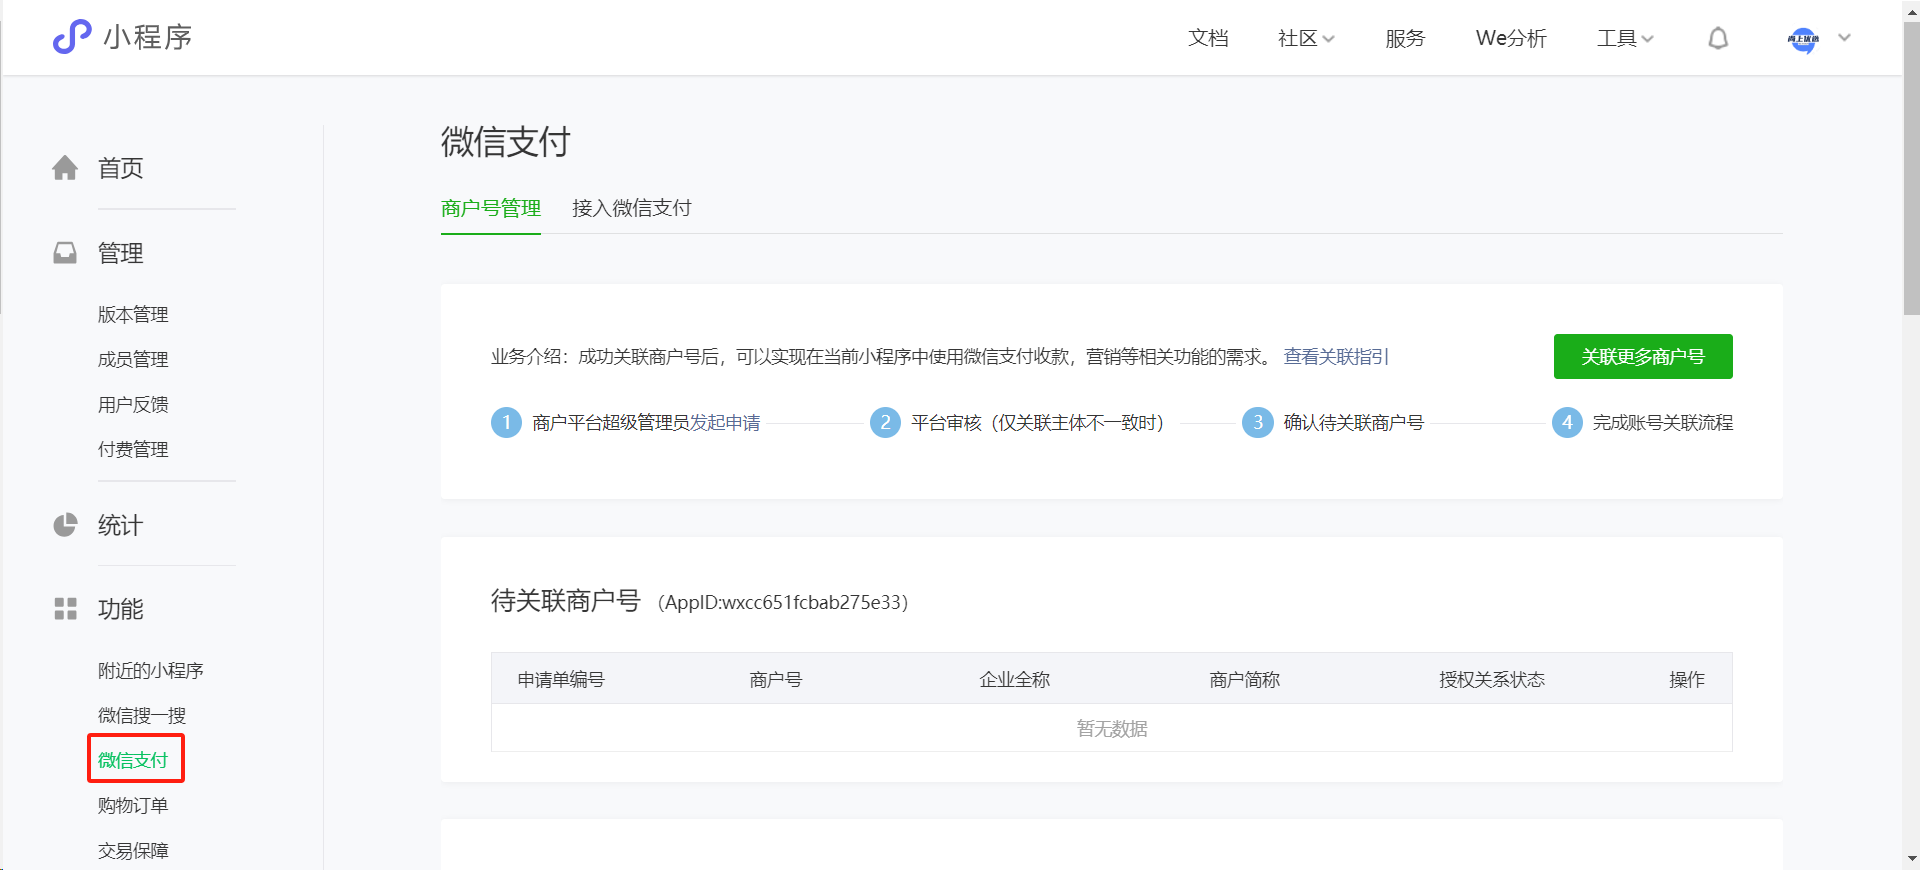 小程序
文档 社区 服务 We分析 工具
尚上优选
首页
管理
版本管理
成员管理
用户反馈
付费管理
统计
功能
附近的小程序
微信搜一搜
微信支付
购物订单
交易保障
微信支付
商户号管理 接入微信支付
业务介绍：成功关联商户号后，可以实现在当前小程序中使用微信支付收款，营销等相关功能的需求。 查看关联指引
关联更多商户号
1 商户平台超级管理员发起申请 2 平台审核（仅关联主体不一致时） 3 确认待关联商户号 4 完成账号关联流程
待关联商户号 （AppID:wxcc651fcbab275e33）
申请单编号 商户号 企业全称 商户简称 授权关系状态 操作
暂无数据